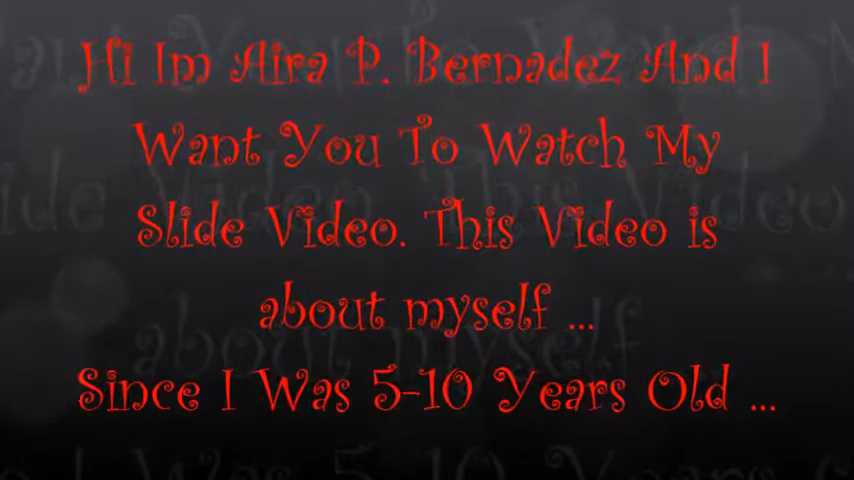 Hi Im Aira P. Bernadez And I
Want You To Watch My
Slide Video. This Video is
about myself ...
Since I Was 5-10 Years Old ...